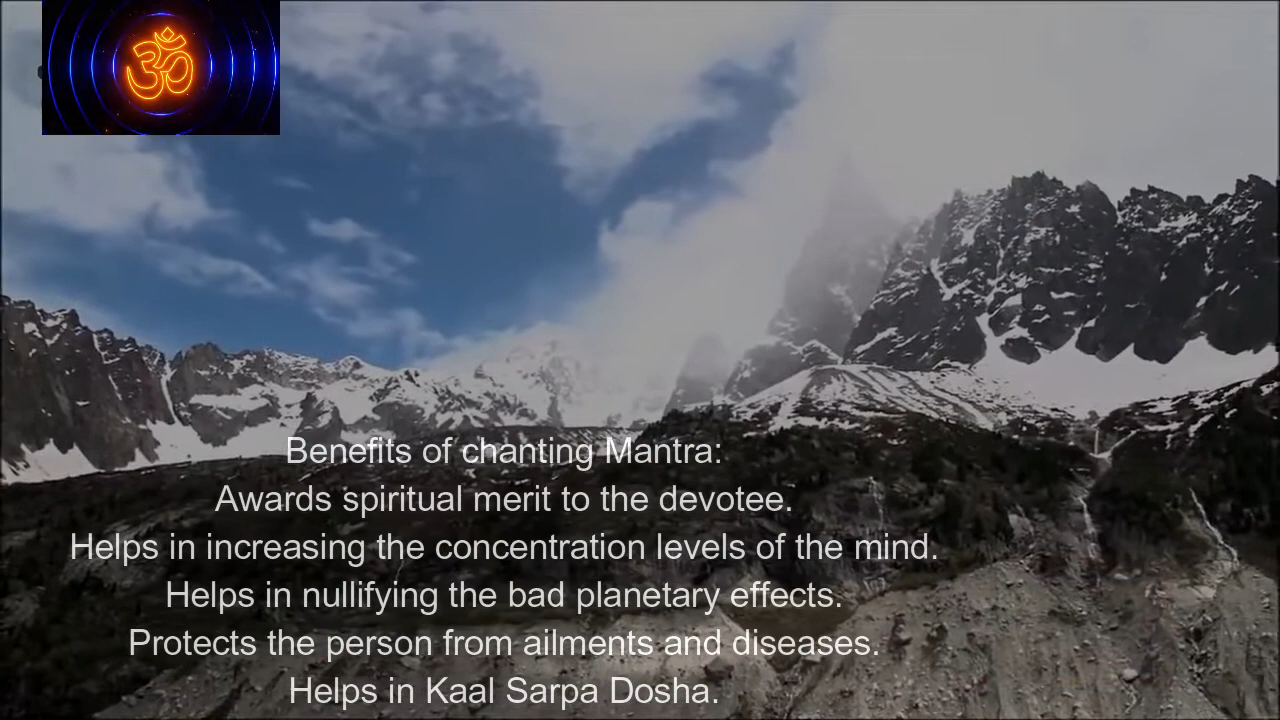 ॐ
Benefits of chanting Mantra:
Awards spiritual merit to the devotee.
Helps in increasing the concentration levels of the mind.
Helps in nullifying the bad planetary effects.
Protects the person from ailments and diseases.
Helps in Kaal Sarpa Dosha.